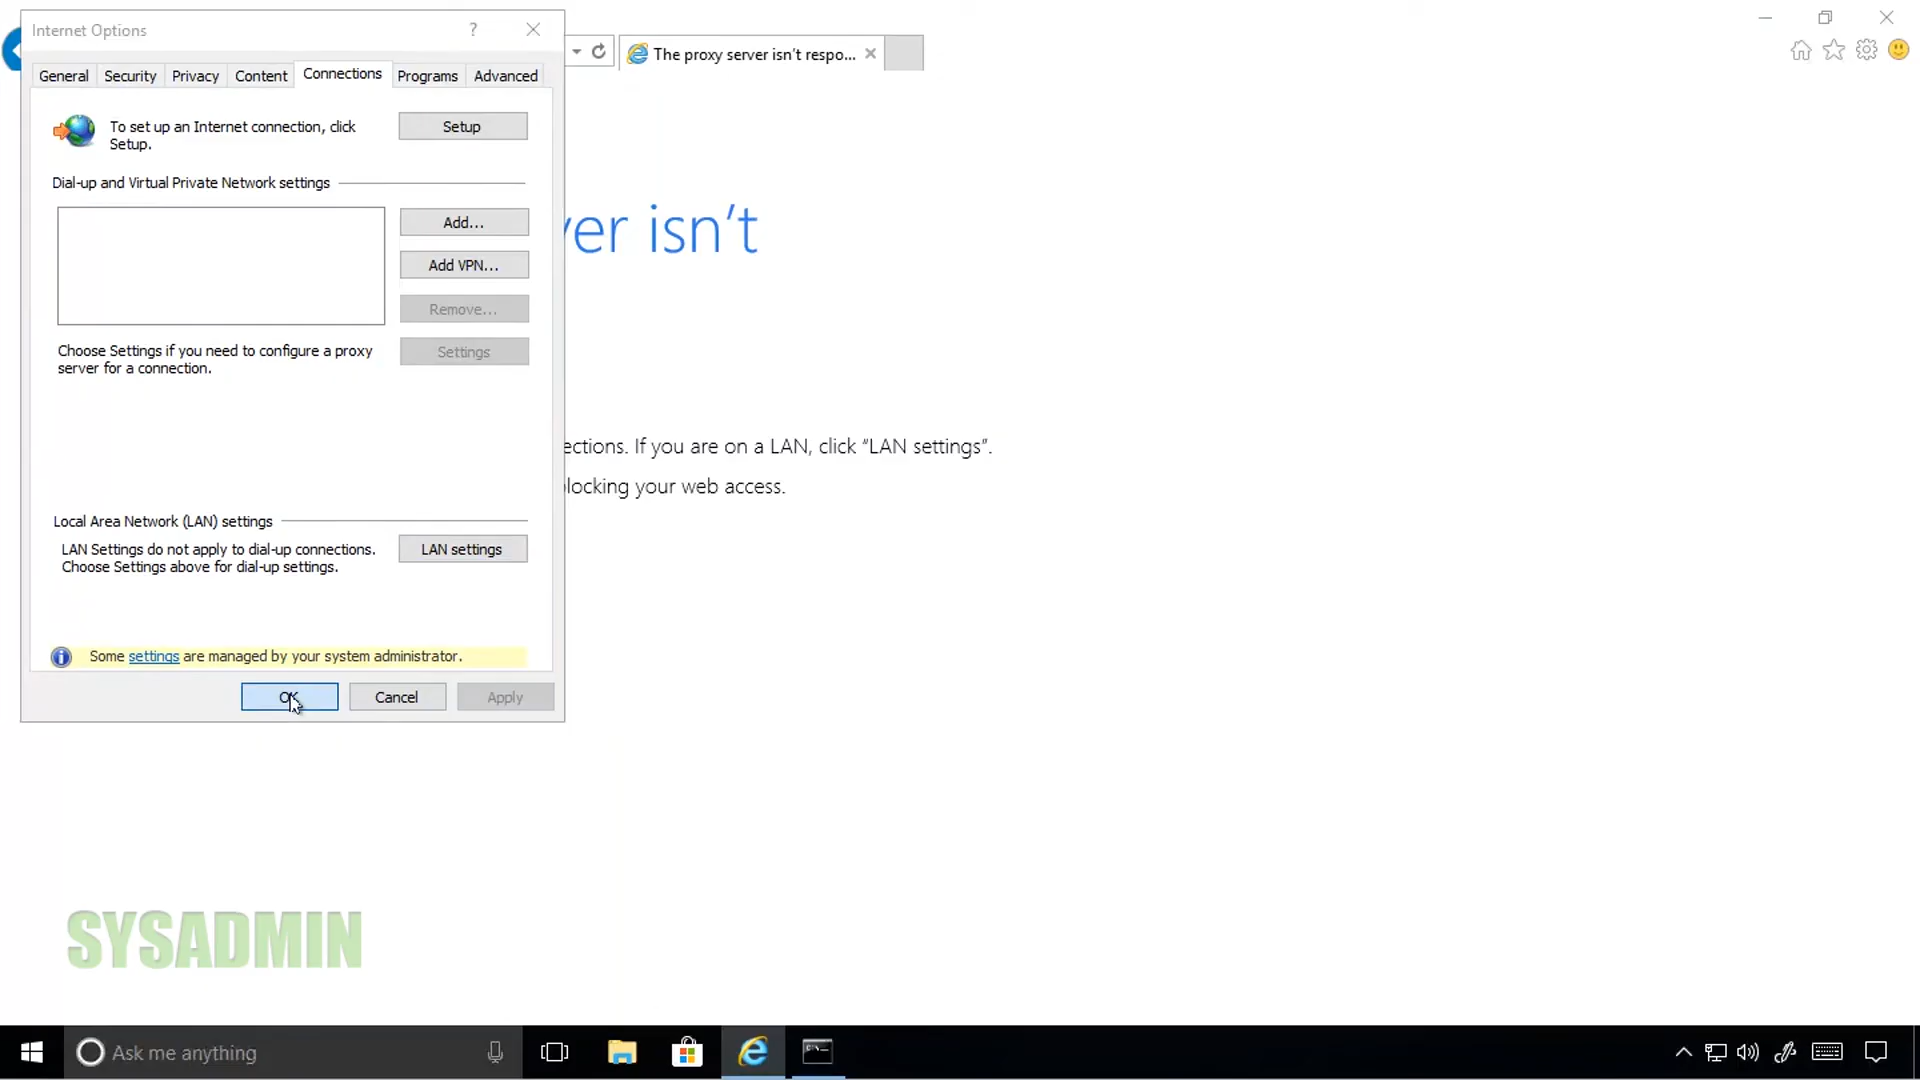 Internet Options
?
The proxy server isn't respo...
General Security Privacy Content Connections Programs Advanced
To set up an Internet connection, click
Setup.
Setup
Dial-up and Virtual Private Network settings
Add...
Add VPN...
Remove...
Choose Settings if you need to configure a proxy
server for a connection.
Settings
Local Area Network (LAN) settings
LAN Settings do not apply to dial-up connections.
Choose Settings above for dial-up settings.
LAN settings
Some settings are managed by your system administrator.
OK Cancel Apply
ver isn't
ections. If you are on a LAN, click “LAN settings”.
locking your web access.
SYSADMIN
Ask me anything